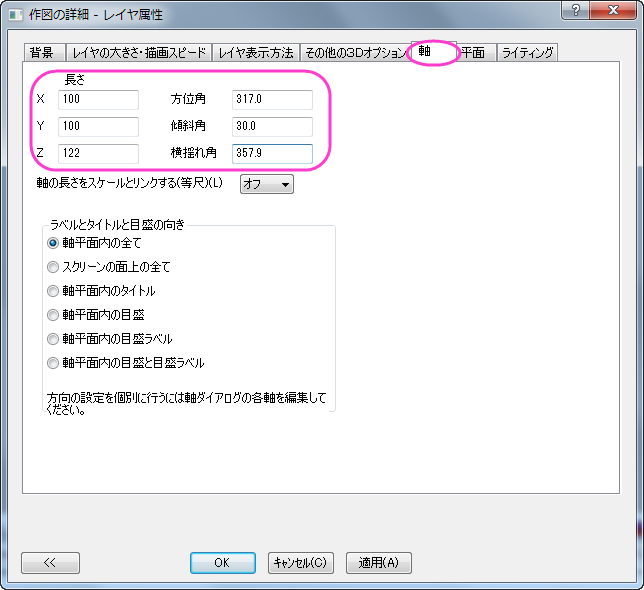 作図の詳細 - レイヤ属性
?
背景 レイヤの大きさ・描画スピード レイヤ表示方法 その他の3Dオプション 軸 平面 ライティング
長さ
X 100 方位角 317.0
Y 100 傾斜角 30.0
Z 122 横揺れ角 357.9
軸の長さをスケールとリンクする(等尺)(L) オフ
ラベルとタイトルと目盛の向き
軸平面内の全て
スクリーンの面上の全て
軸平面内のタイトル
軸平面内の目盛
軸平面内の目盛ラベル
軸平面内の目盛と目盛ラベル
方向の設定を個別に行うには軸ダイアログの各軸を編集して
ください。
<< OK キャンセル(C) 適用(A)